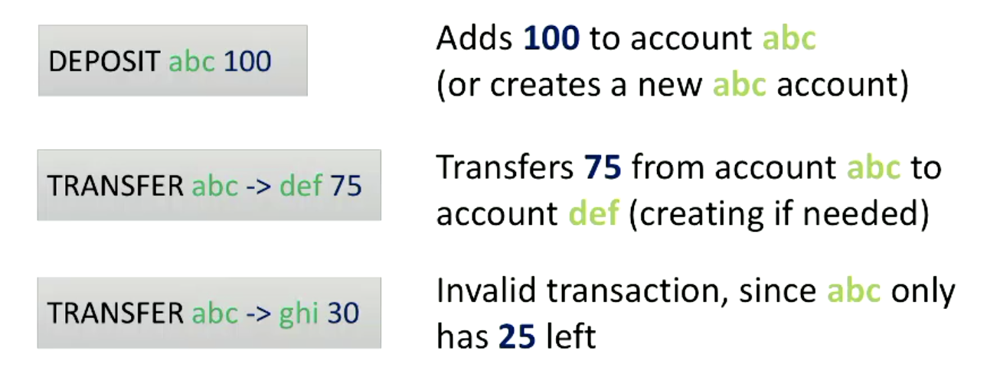 DEPOSIT abc 100
Adds 100 to account abc
(or creates a new abc account)
TRANSFER abc -> def 75
Transfers 75 from account abc to
account def (creating if needed)
TRANSFER abc -> ghi 30
Invalid transaction, since abc only
has 25 left